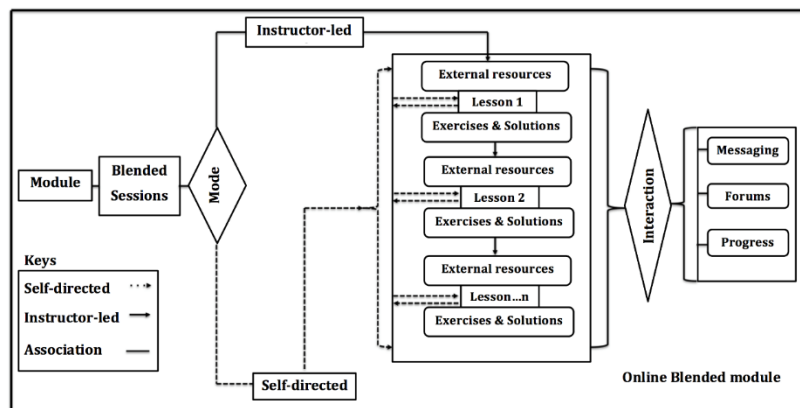 Instructor-led
External resources
Lesson 1
Exercises & Solutions
External resources
Lesson 2
Exercises & Solutions
External resources
Lesson...n
Exercises & Solutions
Module
Blended
Sessions
Mode
Interaction
Messaging
Forums
Progress
Keys
Self-directed
Instructor-led
Association
Self-directed
Online Blended module